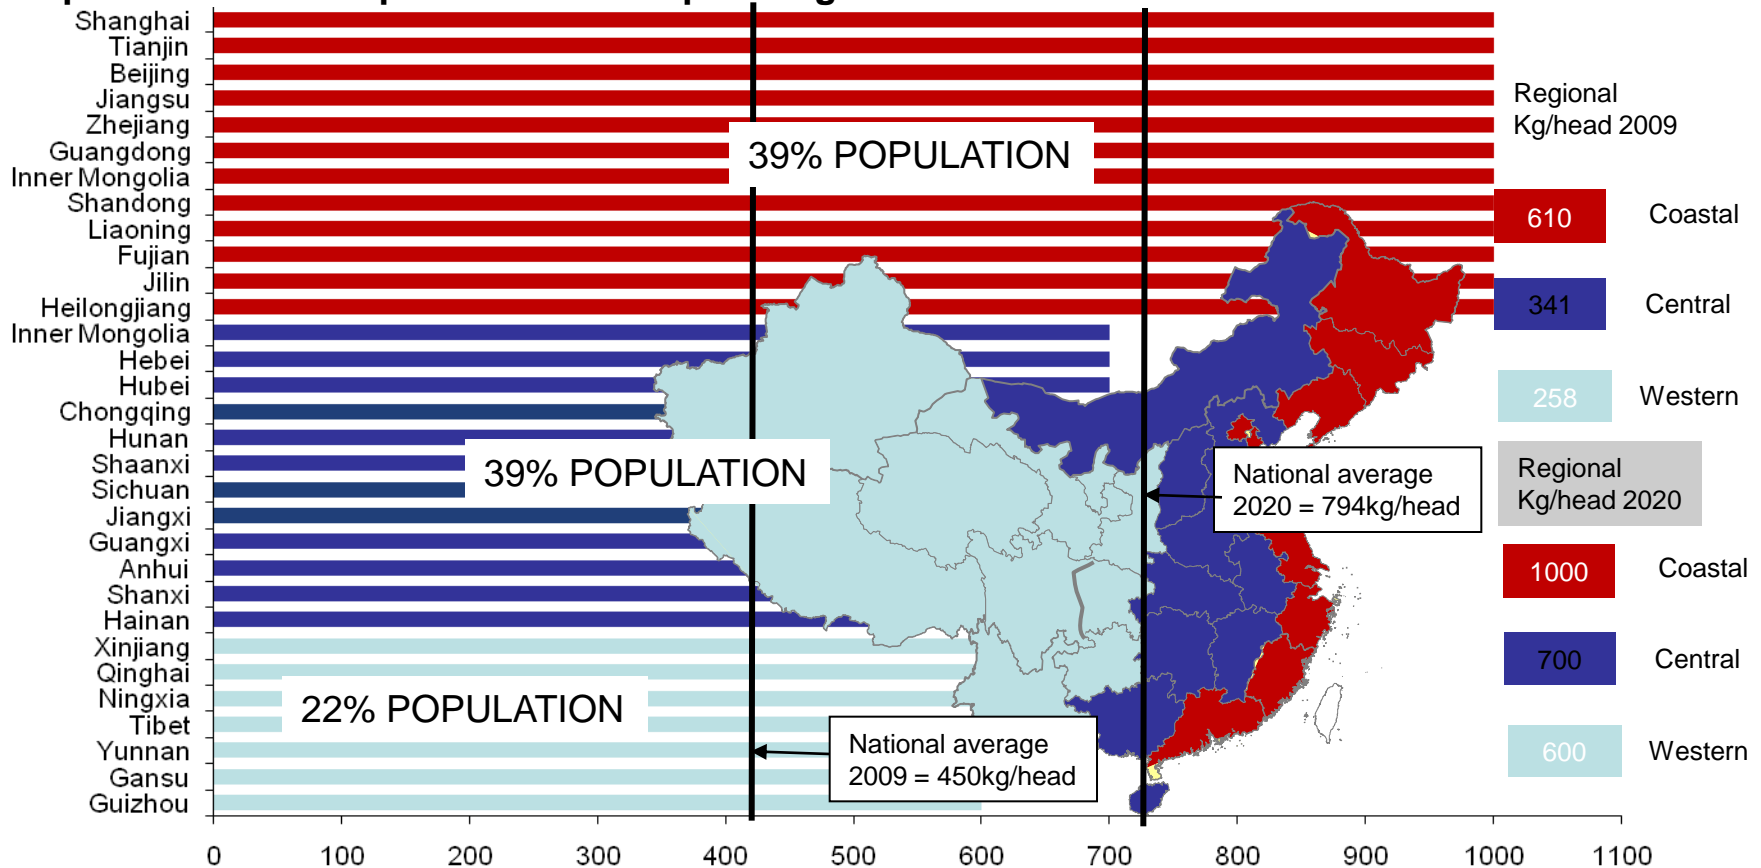 Shanghai
Tianjin
Beijing
Jiangsu
Zhejiang
Guangdong
Inner Mongolia
Shandong
Liaoning
Fujian
Jilin
Heilongjiang
Inner Mongolia
Hebei
Hubei
Chongqing
Hunan
Shaanxi
Sichuan
Jiangxi
Guangxi
Anhui
Shanxi
Hainan
Xinjiang
Qinghai
Ningxia
Tibet
Yunnan
Gansu
Guizhou
39% POPULATION
39% POPULATION
22% POPULATION
National average
2009 = 450kg/head
National average
2020 = 794kg/head
Regional
Kg/head 2009
610 Coastal
341 Central
258 Western
Regional
Kg/head 2020
1000 Coastal
700 Central
600 Western
0 100 200 300 400 500 600 700 800 900 1000 1100